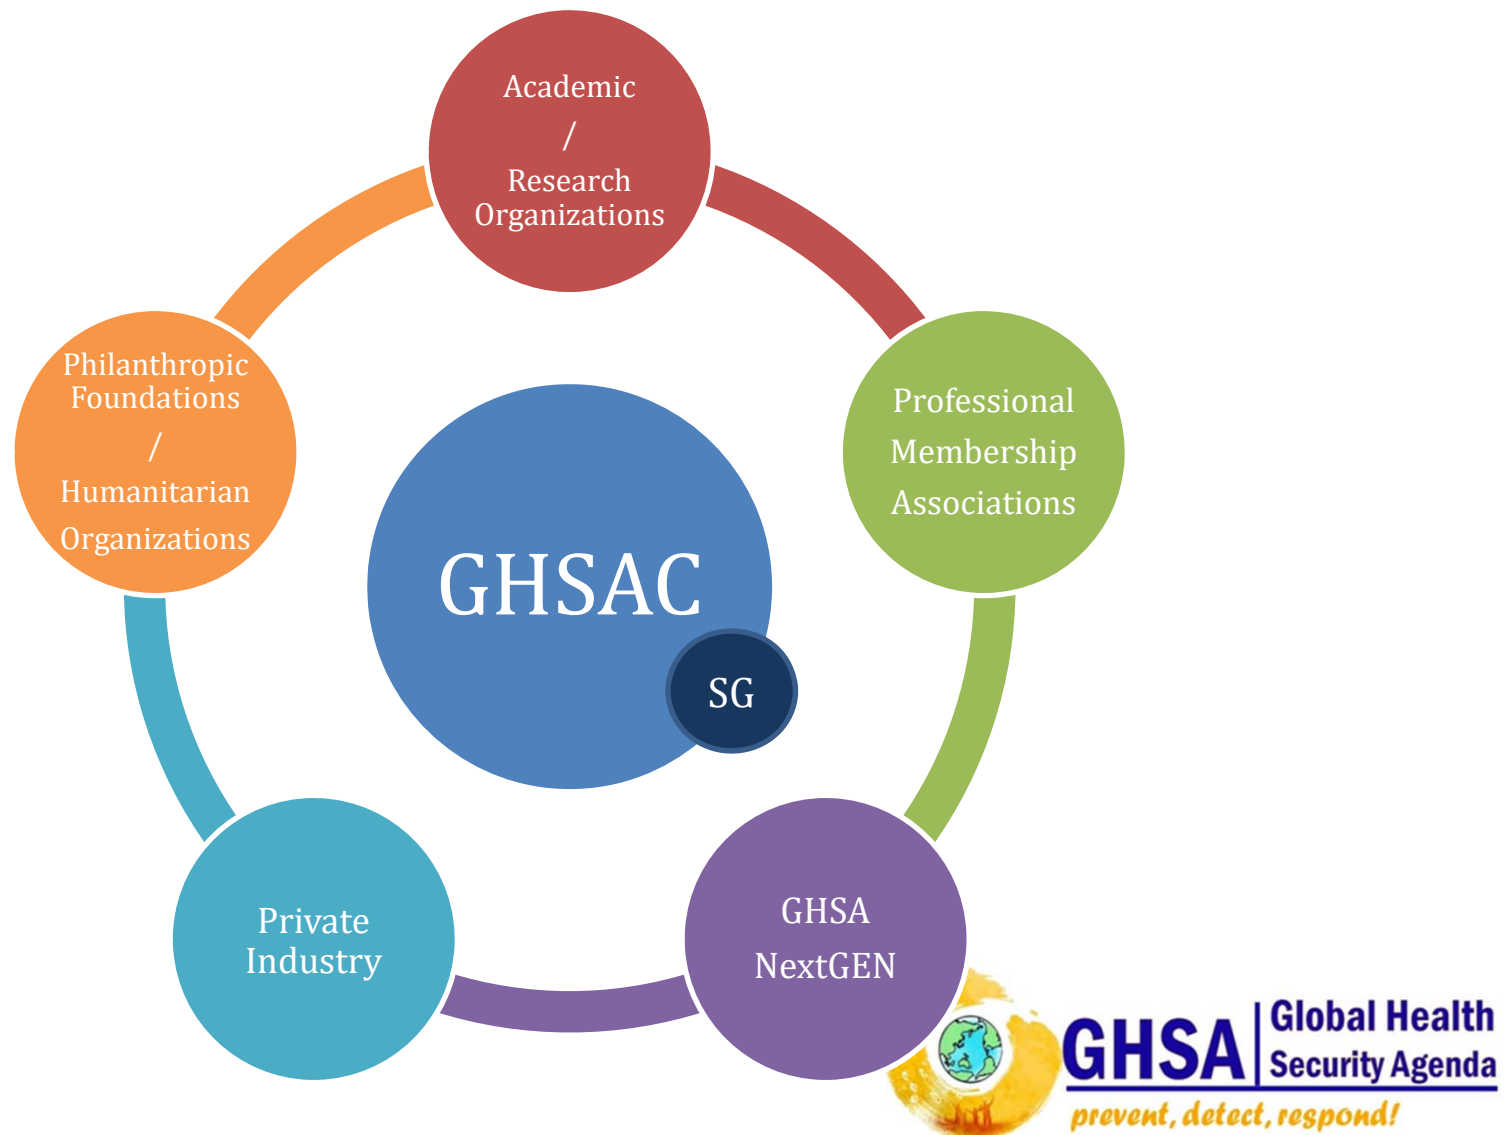 Academic
/
Research
Organizations
Philanthropic
Foundations
/
Humanitarian
Organizations
Professional
Membership
Associations
GHSAC
SG
Private
Industry
GHSA
NextGEN
GHSA
Global Health
Security Agenda
prevent, detect, respond!